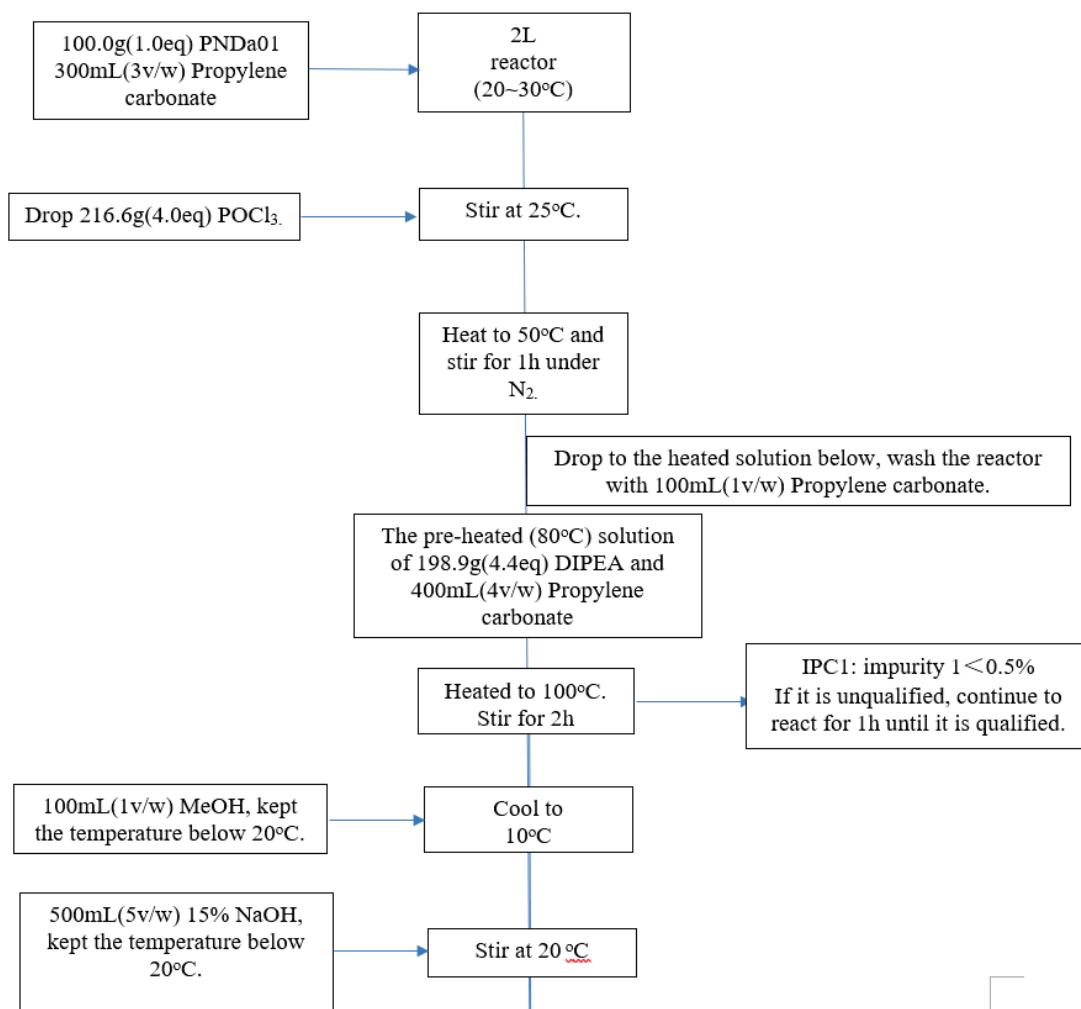 100.0g(1.0eq) PNDa01
300mL(3v/w) Propylene
carbonate
2L
reactor
(20~30°C)
Drop 216.6g(4.0eq) POCl3.
Stir at 25°C.
Heat to 50°C and
stir for 1h under
N2.
Drop to the heated solution below, wash the reactor
with 100mL(1v/w) Propylene carbonate.
The pre-heated (80°C) solution
of 198.9g(4.4eq) DIPEA and
400mL(4v/w) Propylene
carbonate
Heated to 100°C.
Stir for 2h
IPC1: impurity 1<0.5%
If it is unqualified, continue to
react for 1h until it is qualified.
100mL(1v/w) MeOH, kept
the temperature below 20°C.
Cool to
10°C
500mL(5v/w) 15% NaOH,
kept the temperature below
20°C.
Stir at 20 °C